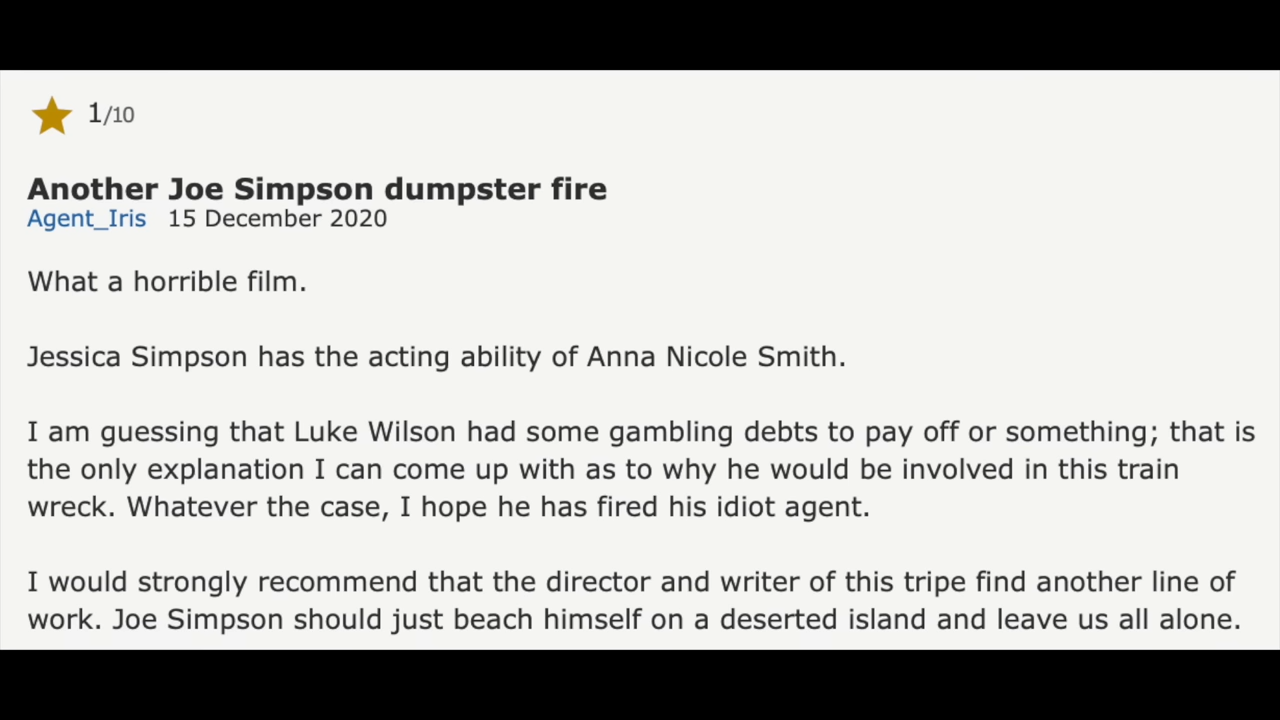 1/10
Another Joe Simpson dumpster fire
Agent_Iris 15 December 2020
What a horrible film.
Jessica Simpson has the acting ability of Anna Nicole Smith.
I am guessing that Luke Wilson had some gambling debts to pay off or something; that is
the only explanation I can come up with as to why he would be involved in this train
wreck. Whatever the case, I hope he has fired his idiot agent.
I would strongly recommend that the director and writer of this tripe find another line of
work. Joe Simpson should just beach himself on a deserted island and leave us all alone.